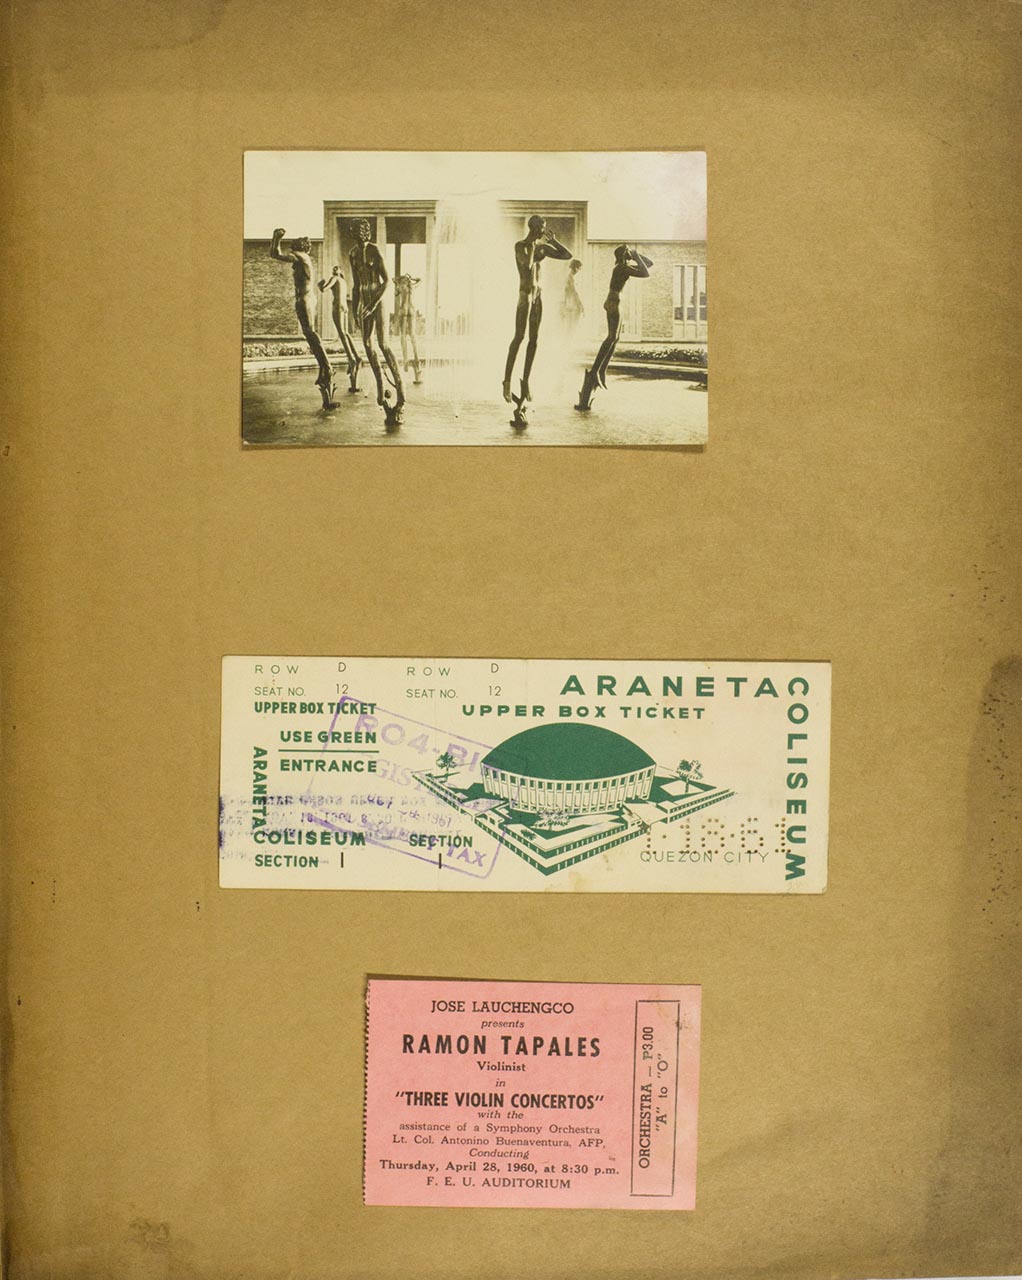 ROW D
SEAT NO. 12
UPPER BOX TICKET
USE GREEN
ENTRANCE
ARANETA
COLISEUM
SECTION I
ROW D
SEAT NO. 12
ARANETA COLISEUM
UPPER BOX TICKET
SECTION
I
QUEZON CITY
RO4-BI
TAX
JOSE LAUCHENGCO
presents
RAMON TAPALES
Violinist
in
"THREE VIOLIN CONCERTOS"
with the
assistance of a Symphony Orchestra
Lt. Col. Antonino Buenaventura, AFP,
Conducting
Thursday, April 28, 1960, at 8:30 p.m.
F. E. U. AUDITORIUM
ORCHESTRA — ₱3.00
"A" to "O"